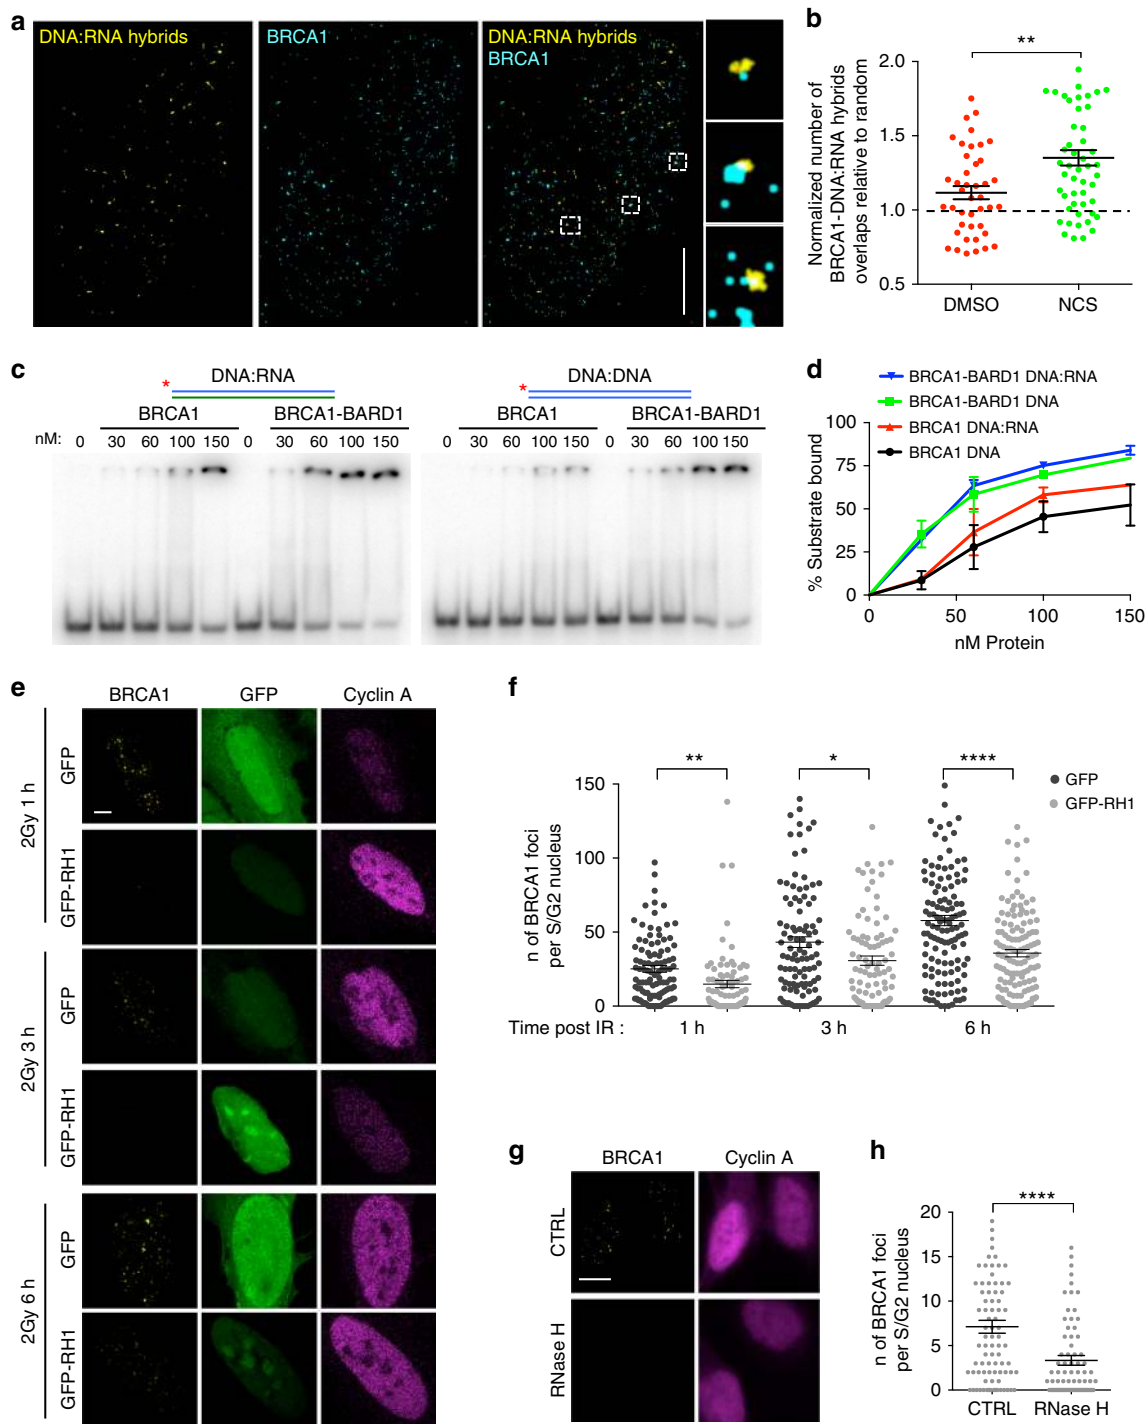 a
DNA:RNA hybrids
BRCA1
DNA:RNA hybrids
BRCA1
b
**
Normalized number of
BRCA1-DNA:RNA hybrids
overlaps relative to random
2.0
1.5
1.0
0.5
DMSO
NCS
c
* DNA:RNA
BRCA1 BRCA1-BARD1
* DNA:DNA
BRCA1 BRCA1-BARD1
nM: 0 30 60 100 150 0 30 60 100 150
0 30 60 100 150 0 30 60 100 150
d
BRCA1-BARD1 DNA:RNA
BRCA1-BARD1 DNA
BRCA1 DNA:RNA
BRCA1 DNA
% Substrate bound
100
75
50
25
0
0 50 100 150
nM Protein
e
BRCA1 GFP Cyclin A
2Gy 1 h
GFP
GFP-RH1
2Gy 3 h
GFP
GFP-RH1
2Gy 6 h
GFP
GFP-RH1
f
** * ****
GFP
GFP-RH1
n of BRCA1 foci
per S/G2 nucleus
150
100
50
0
Time post IR : 1 h 3 h 6 h
g
BRCA1 Cyclin A
CTRL
RNase H
h
****
n of BRCA1 foci
per S/G2 nucleus
20
15
10
5
0
CTRL RNase H